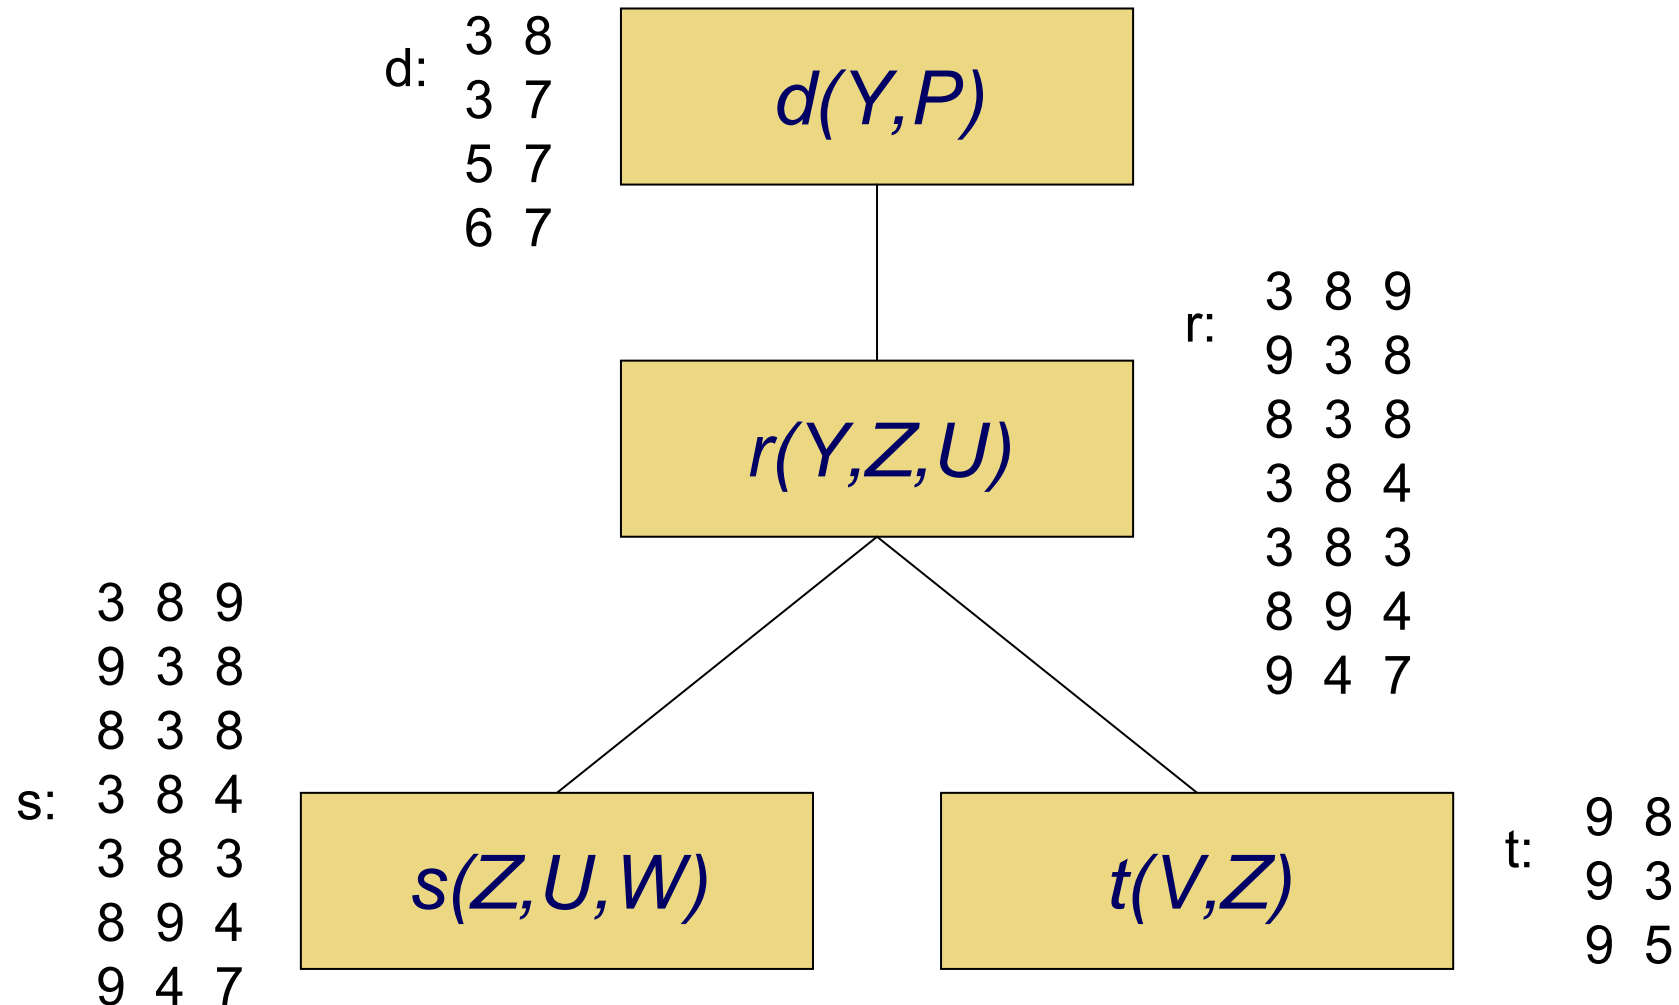 d:
3 8
3 7
5 7
6 7
d(Y,P)
r:
3 8 9
9 3 8
8 3 8
3 8 4
3 8 3
8 9 4
9 4 7
r(Y,Z,U)
s:
3 8 9
9 3 8
8 3 8
3 8 4
3 8 3
8 9 4
9 4 7
s(Z,U,W)
t(V,Z)
t:
9 8
9 3
9 5